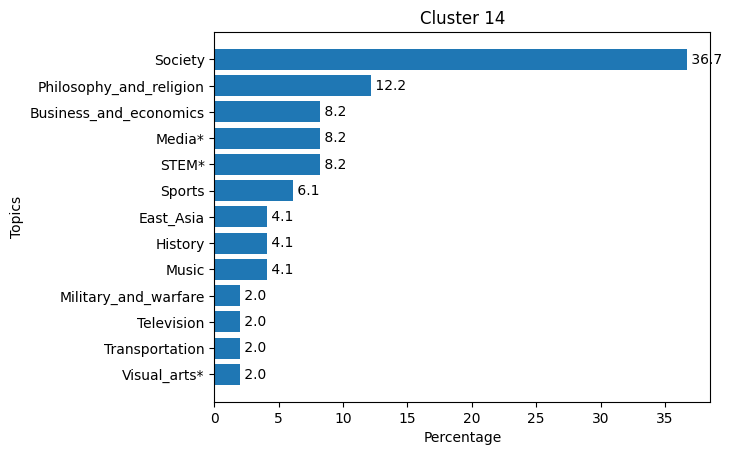 Cluster 14
Topics
Society 36.7
Philosophy_and_religion 12.2
Business_and_economics 8.2
Media* 8.2
STEM* 8.2
Sports 6.1
East_Asia 4.1
History 4.1
Music 4.1
Military_and_warfare 2.0
Television 2.0
Transportation 2.0
Visual_arts* 2.0
0 5 10 15 20 25 30 35
Percentage